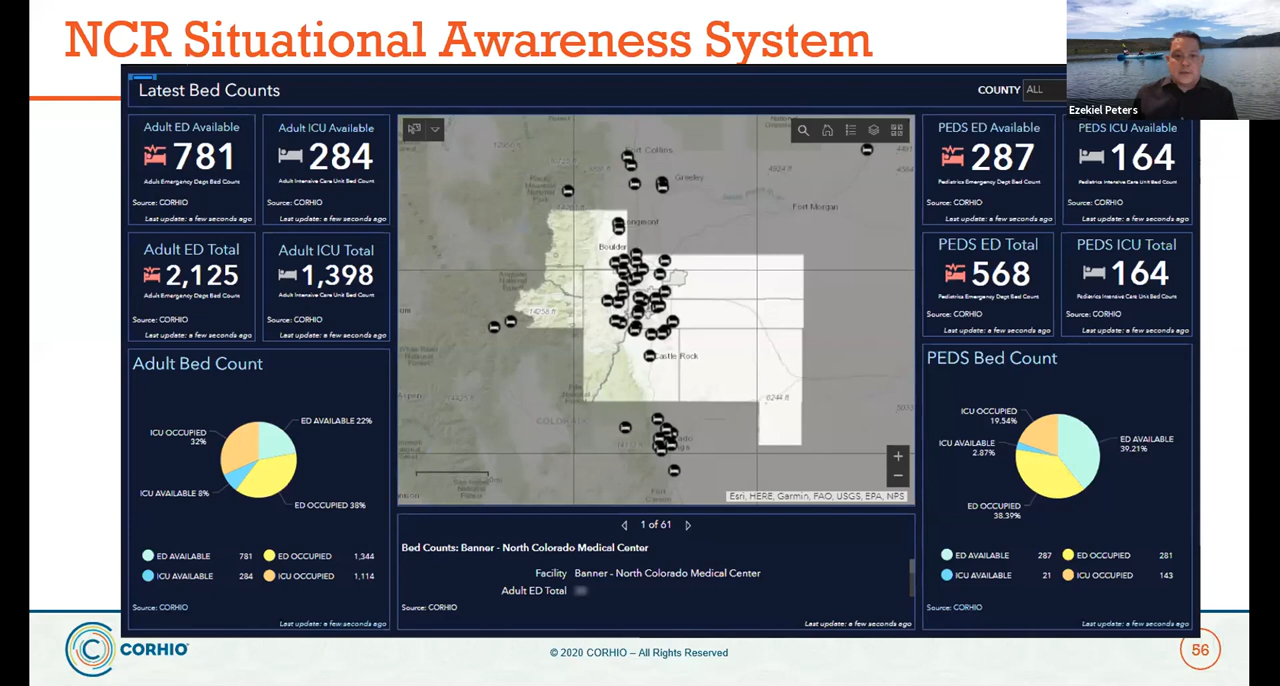 NCR Situational Awareness System
Ezekiel Peters
Latest Bed Counts
COUNTY ALL
Adult ED Available
781
Adult Emergency Dept Bed Count
Source: CORHIO
Last update: a few seconds ago
Adult ICU Available
284
Adult Intensive Care Unit Bed Count
Source: CORHIO
Last update: a few seconds ago
Adult ED Total
2,125
Adult Emergency Dept Bed Count
Source: CORHIO
Last update: a few seconds ago
Adult ICU Total
1,398
Adult Intensive Care Unit Bed Count
Source: CORHIO
Last update: a few seconds ago
Adult Bed Count
ED AVAILABLE 22%
ICU OCCUPIED
32%
ICU AVAILABLE 8%
ED OCCUPIED 38%
ED AVAILABLE 781
ED OCCUPIED 1,344
ICU AVAILABLE 284
ICU OCCUPIED 1,114
Source: CORHIO
Last update: a few seconds ago
Fort Collins
Greeley
Fort Morgan
Boulder
14258 ft
Castle Rock
6244 ft
COLORADO
Esri, HERE, Garmin, FAO, USGS, EPA, NPS
1 of 61
Bed Counts: Banner - North Colorado Medical Center
Facility Banner - North Colorado Medical Center
Adult ED Total
Source: CORHIO
Last update: a few seconds ago
PEDS ED Available
287
Pediatrics Emergency Dept Bed Count
Source: CORHIO
Last update: a few seconds ago
PEDS ICU Available
164
Pediatrics Intensive Care Unit Bed Count
Source: CORHIO
Last update: a few seconds ago
PEDS ED Total
568
Pediatrics Emergency Dept Bed Count
Source: CORHIO
Last update: a few seconds ago
PEDS ICU Total
164
Pediatrics Intensive Care Unit Bed Count
Source: CORHIO
Last update: a few seconds ago
PEDS Bed Count
ICU OCCUPIED
19.54%
ICU AVAILABLE
2.87%
ED AVAILABLE
39.21%
ED OCCUPIED
38.39%
ED AVAILABLE 287
ED OCCUPIED 281
ICU AVAILABLE 21
ICU OCCUPIED 143
Source: CORHIO
Last update: a few seconds ago
CORHIO
© 2020 CORHIO – All Rights Reserved
56